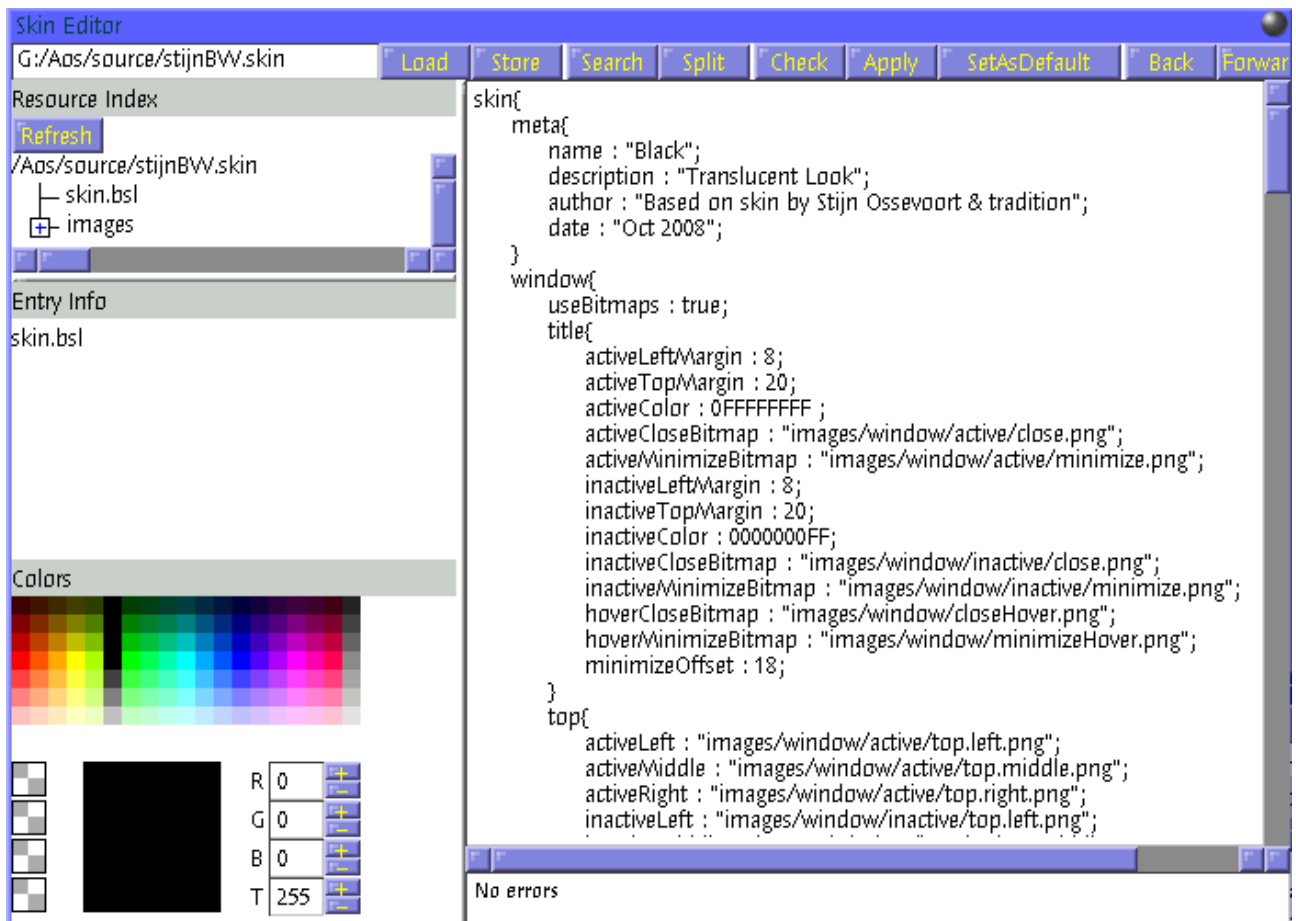 Skin Editor
G:/Aos/source/stijnBW.skin Load Store Search Split Check Apply SetAsDefault Back Forwar
Resource Index
Refresh
/Aos/source/stijnBW.skin
skin.bsl
images
Entry Info
skin.bsl
Colors
R 0
G 0
B 0
T 255
skin{
meta{
name : "Black";
description : "Translucent Look";
author : "Based on skin by Stijn Ossevoort & tradition";
date : "Oct 2008";
}
window{
useBitmaps : true;
title{
activeLeftMargin : 8;
activeTopMargin : 20;
activeColor : 0FFFFFFFF ;
activeCloseBitmap : "images/window/active/close.png";
activeMinimizeBitmap : "images/window/active/minimize.png";
inactiveLeftMargin : 8;
inactiveTopMargin : 20;
inactiveColor : 0000000FF;
inactiveCloseBitmap : "images/window/inactive/close.png";
inactiveMinimizeBitmap : "images/window/inactive/minimize.png";
hoverCloseBitmap : "images/window/closeHover.png";
hoverMinimizeBitmap : "images/window/minimizeHover.png";
minimizeOffset : 18;
}
top{
activeLeft : "images/window/active/top.left.png";
activeMiddle : "images/window/active/top.middle.png";
activeRight : "images/window/active/top.right.png";
inactiveLeft : "images/window/inactive/top.left.png";
No errors